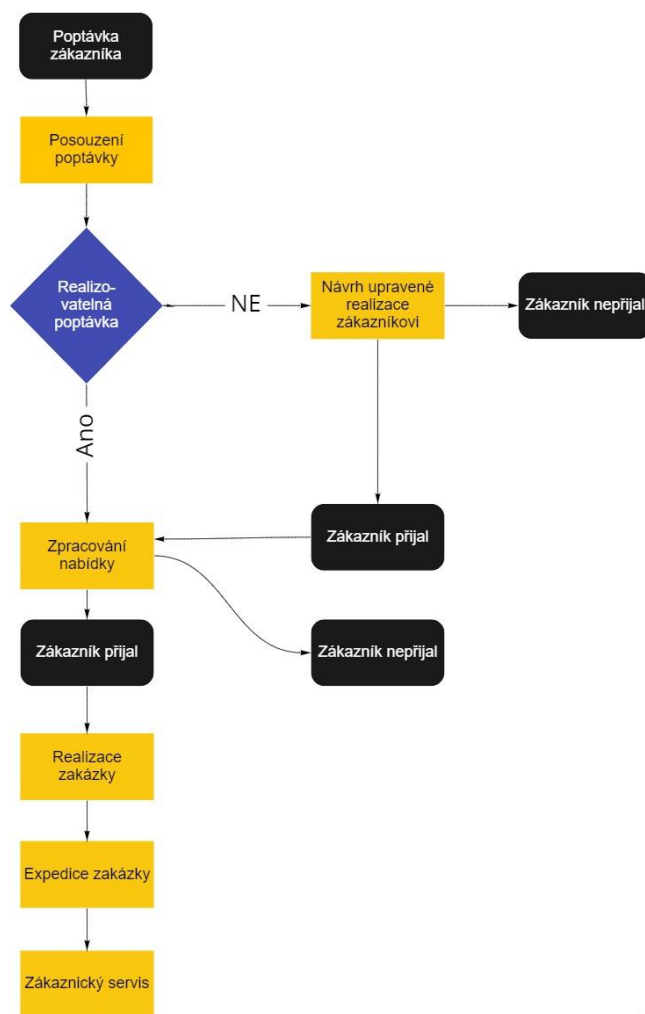 Poptávka
zákazníka
Posouzení
poptávky
Realizo-
vatelná
poptávka
NE
Návrh upravené
realizace
zákazníkovi
Zákazník nepřijal
Ano
Zákazník přijal
Zpracování
nabídky
Zákazník přijal
Zákazník nepřijal
Realizace
zakázky
Expedice zakázky
Zákaznický servis